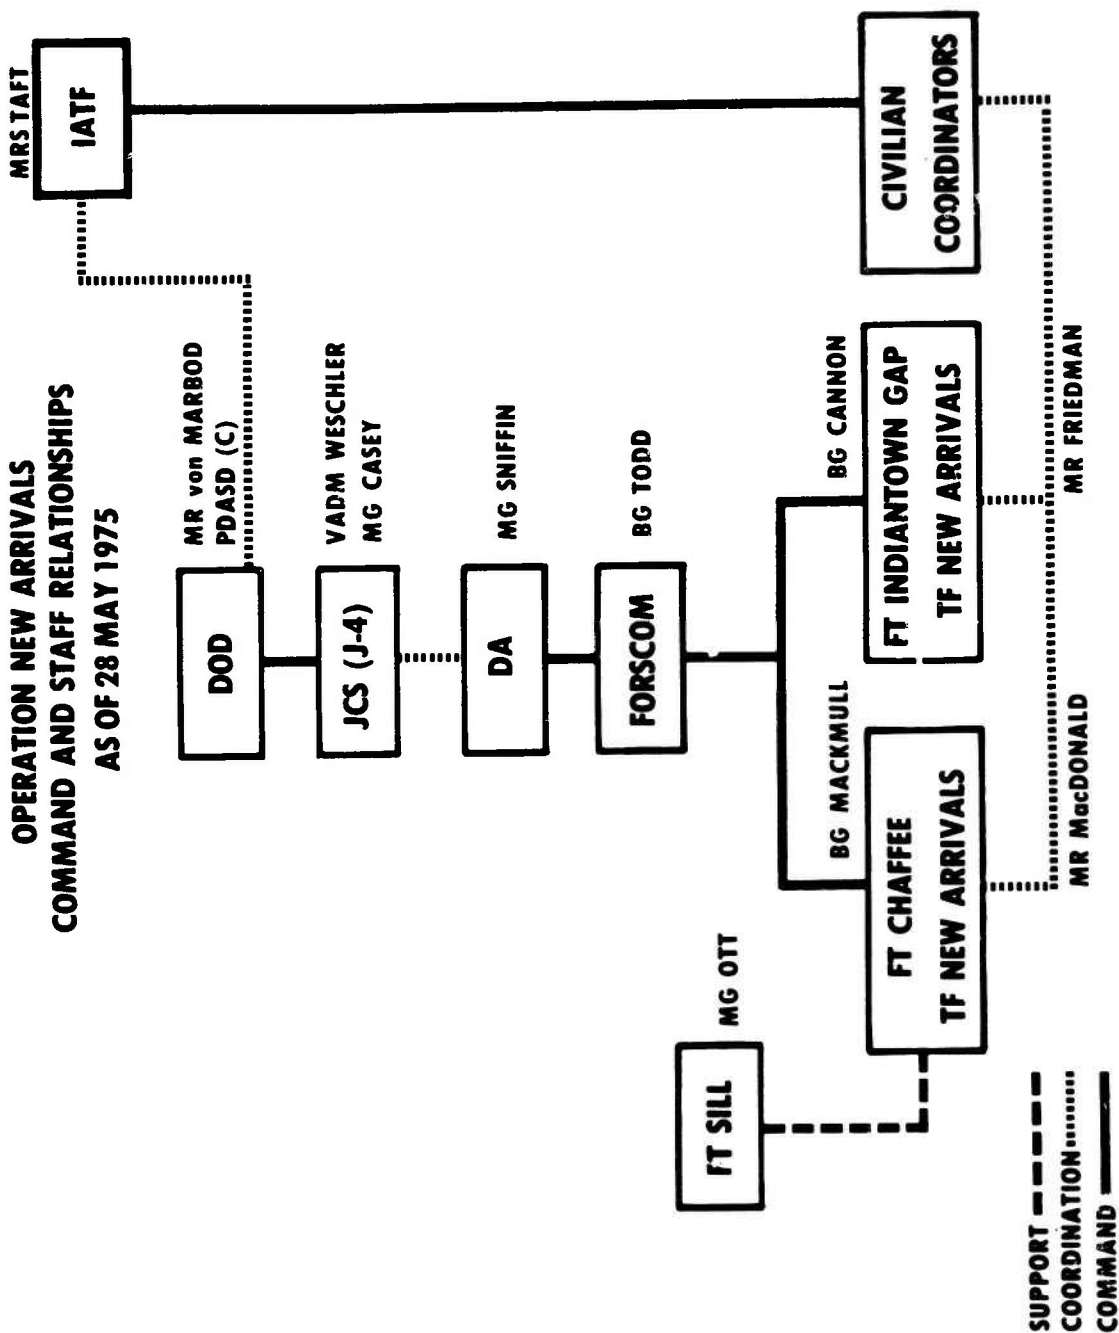 OPERATION NEW ARRIVALS
COMMAND AND STAFF RELATIONSHIPS
AS OF 28 MAY 1975
MRS TAFT
IATF
MR von MARBOD
PDASD (C)
DOD
VADM WESCHLER
MG CASEY
JCS (J-4)
MG SNIFFIN
DA
BG TODD
FORSCOM
MG OTT
FT SILL
BG MACKMULL
FT CHAFFEE
TF NEW ARRIVALS
BG CANNON
FT INDIANTOWN GAP
TF NEW ARRIVALS
CIVILIAN
COORDINATORS
MR MacDONALD
MR FRIEDMAN
SUPPORT
COORDINATION
COMMAND